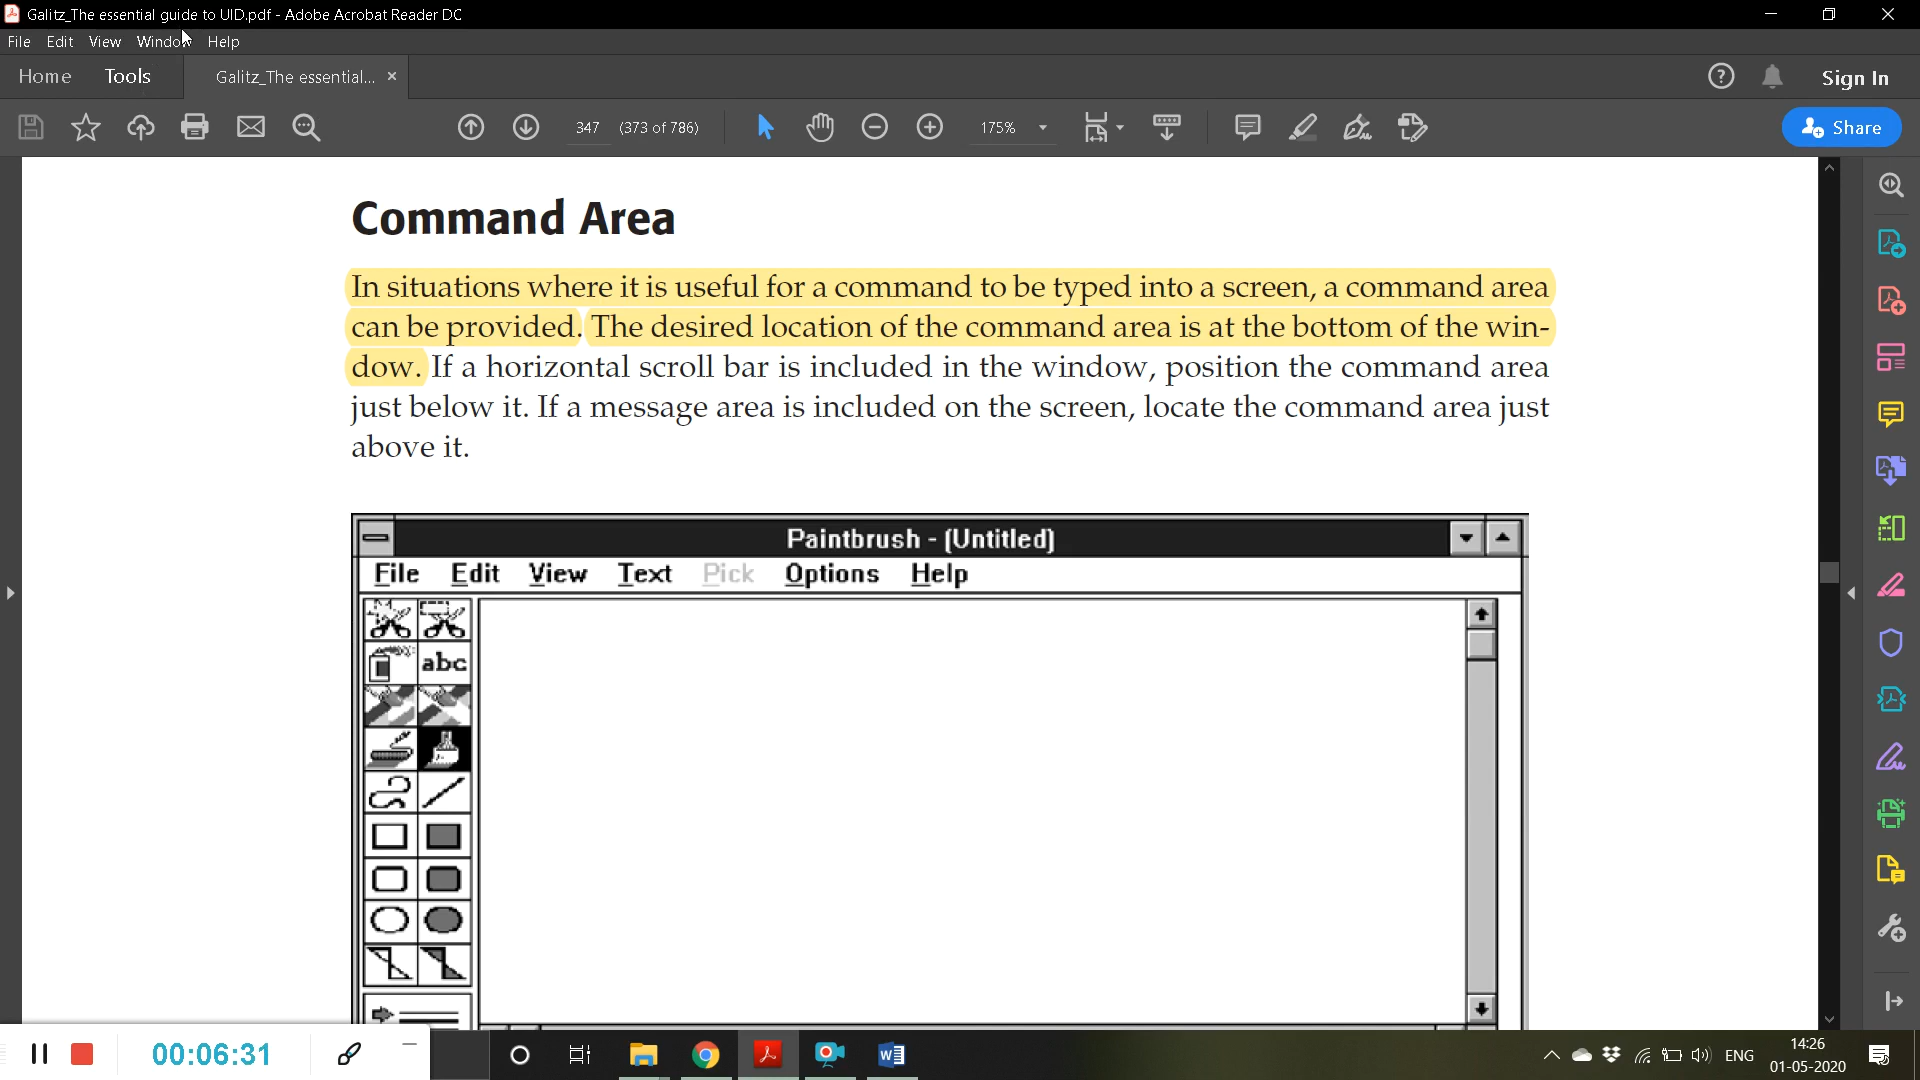 Galitz_The essential guide to UID.pdf - Adobe Acrobat Reader DC
File Edit View Window Help
Home Tools Galitz_The essential... × Sign In
347 (373 of 786) 175% Share
Command Area
In situations where it is useful for a command to be typed into a screen, a command area
can be provided. The desired location of the command area is at the bottom of the win-
dow. If a horizontal scroll bar is included in the window, position the command area
just below it. If a message area is included on the screen, locate the command area just
above it.
Paintbrush - (Untitled)
File Edit View Text Pick Options Help
abc
00:06:31
ENG
14:26
01-05-2020